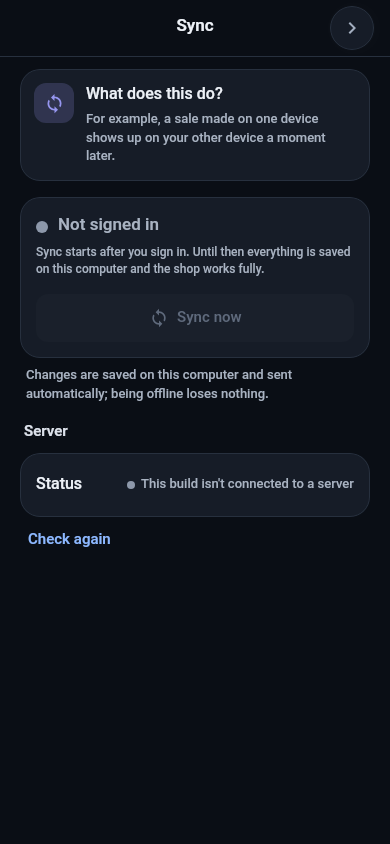 Sync
What does this do?
For example, a sale made on one device
shows up on your other device a moment
later.
Not signed in
Sync starts after you sign in. Until then everything is saved
on this computer and the shop works fully.
Sync now
Changes are saved on this computer and sent
automatically; being offline loses nothing.
Server
Status
This build isn't connected to a server
Check again